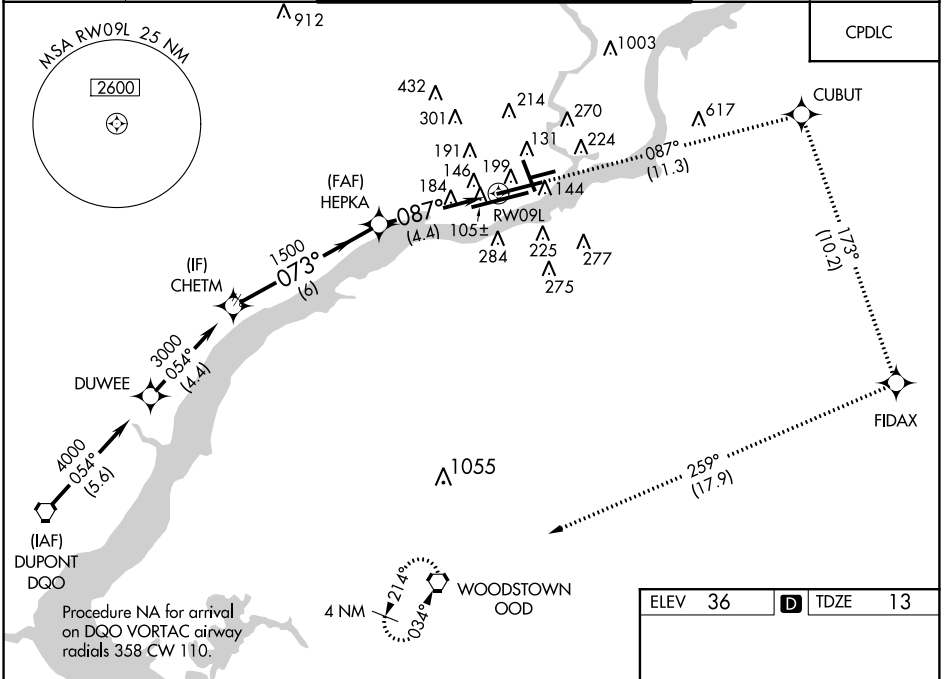 912
MSA RW09L 25 NM
2600
1003
CPDLC
432
301
214
270
617
CUBUT
191
131
224
087°
(11.3)
146
199
184
144
(FAF)
HEPKA
087°
(4.4)
105±
RW09L
284
225
277
275
1500
073°
(6)
(IF)
CHETM
173°
(10.2)
3000
054°
(4.4)
DUWEE
FIDAX
4000
054°
(5.6)
1055
259°
(17.9)
(IAF)
DUPONT
DQO
4 NM
214°
034°
WOODSTOWN
OOD
Procedure NA for arrival
on DQO VORTAC airway
radials 358 CW 110.
ELEV 36 D TDZE 13